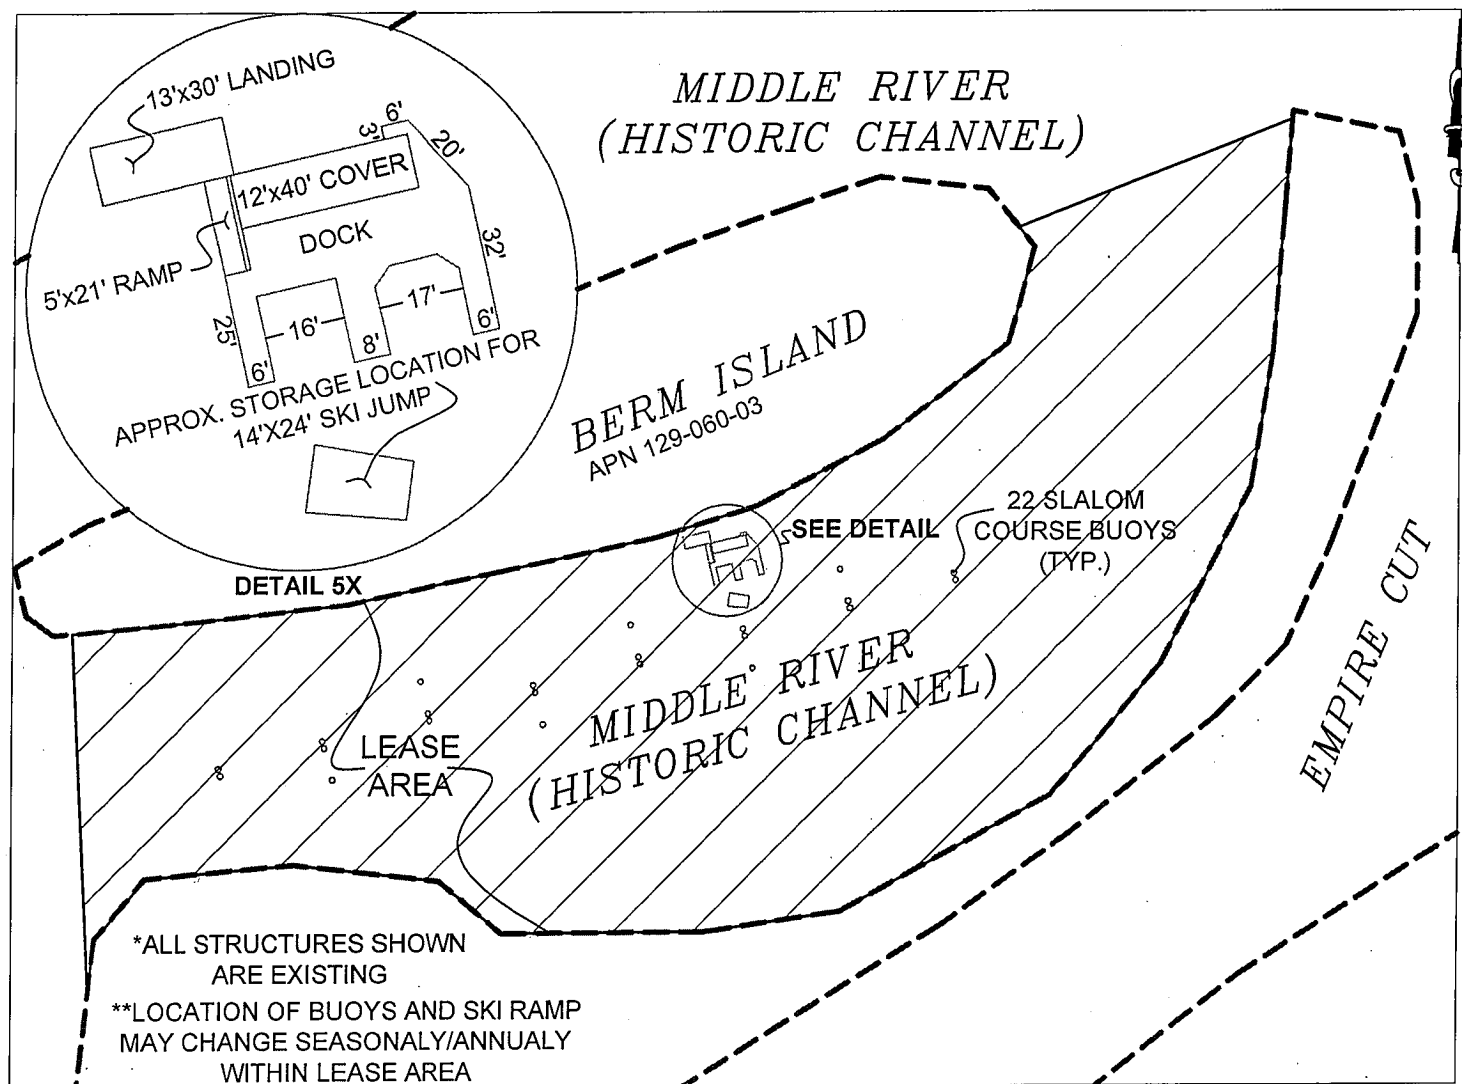 13'x30' LANDING
6'
3'
20'
12'x40' COVER
DOCK
32'
5'x21' RAMP
25'
16'
17'
6'
8'
6'
APPROX. STORAGE LOCATION FOR
14'X24' SKI JUMP
DETAIL 5X
MIDDLE RIVER
(HISTORIC CHANNEL)
BERM ISLAND
APN 129-060-03
SEE DETAIL
22 SLALOM
COURSE BUOYS
(TYP.)
EMPIRE CUT
MIDDLE RIVER
(HISTORIC CHANNEL)
LEASE
AREA
*ALL STRUCTURES SHOWN
ARE EXISTING
**LOCATION OF BUOYS AND SKI RAMP
MAY CHANGE SEASONALY/ANNUALY
WITHIN LEASE AREA